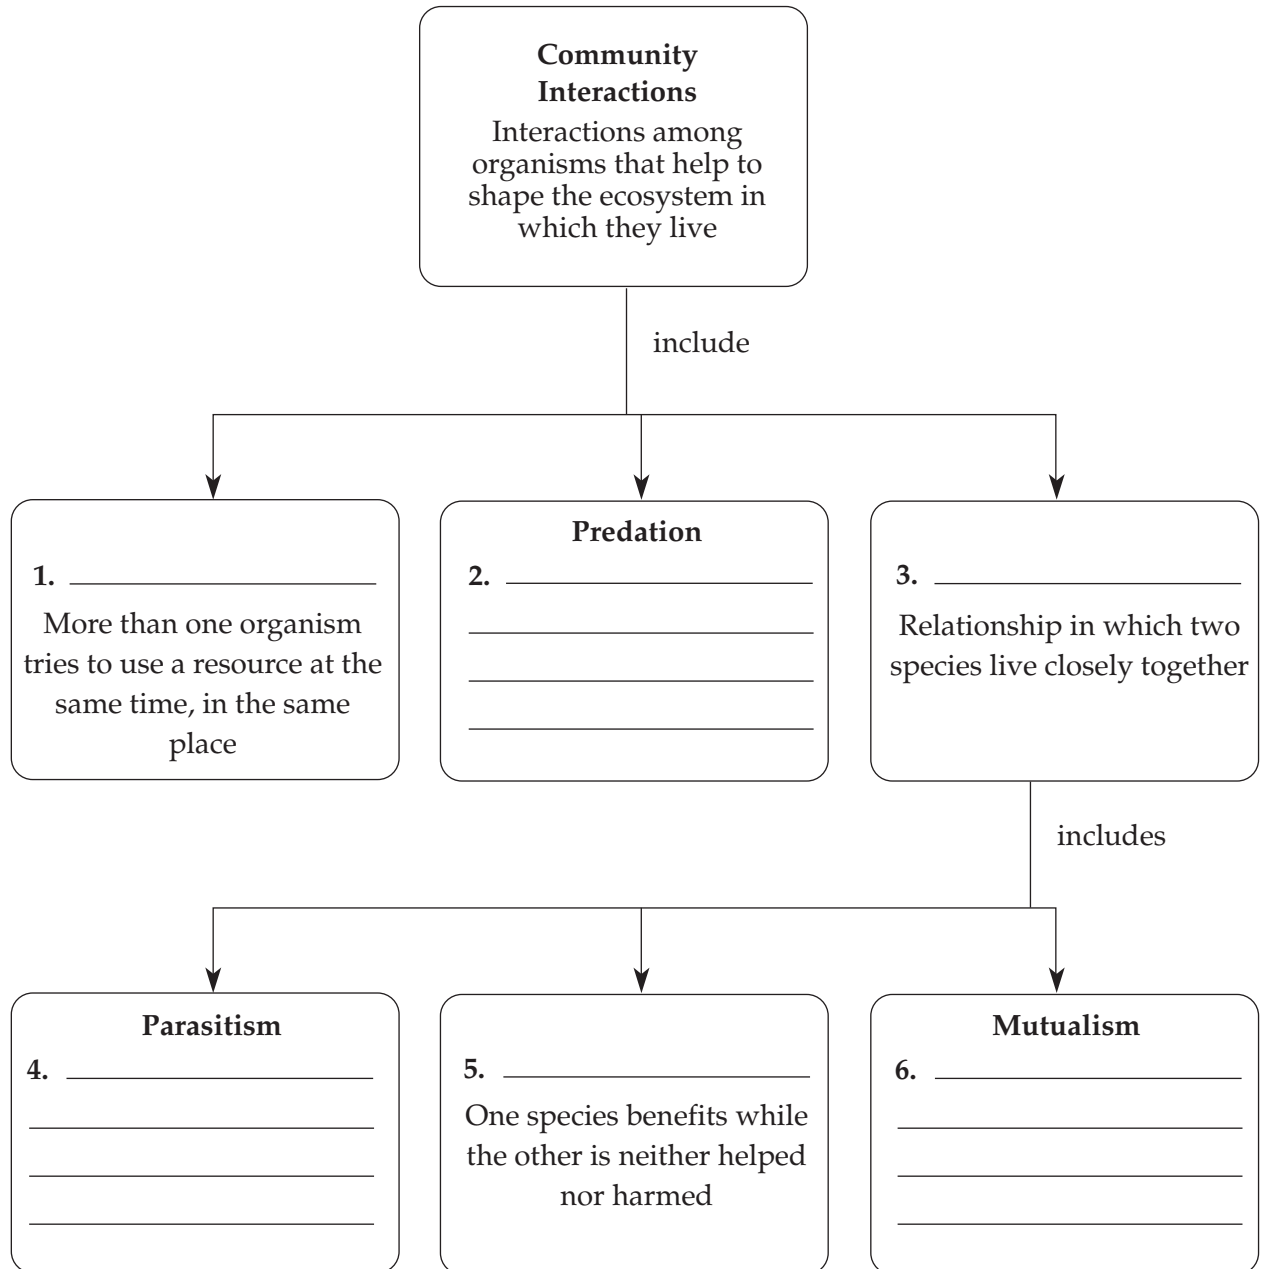 Community
Interactions
Interactions among
organisms that help to
shape the ecosystem in
which they live
include
1.
More than one organism
tries to use a resource at the
same time, in the same
place
Predation
2.
3.
Relationship in which two
species live closely together
includes
Parasitism
4.
5.
One species benefits while
the other is neither helped
nor harmed
Mutualism
6.